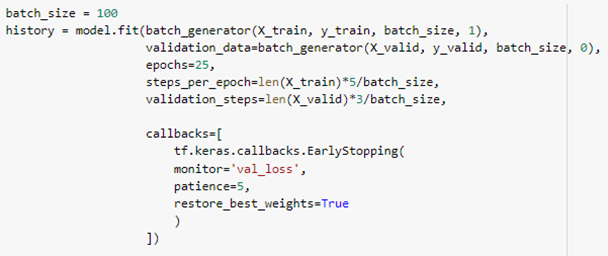 batch_size = 100
history = model.fit(batch_generator(X_train, y_train, batch_size, 1),
validation_data=batch_generator(X_valid, y_valid, batch_size, 0),
epochs=25,
steps_per_epoch=len(X_train)*5/batch_size,
validation_steps=len(X_valid)*3/batch_size,
callbacks=[
tf.keras.callbacks.EarlyStopping(
monitor='val_loss',
patience=5,
restore_best_weights=True
)
])